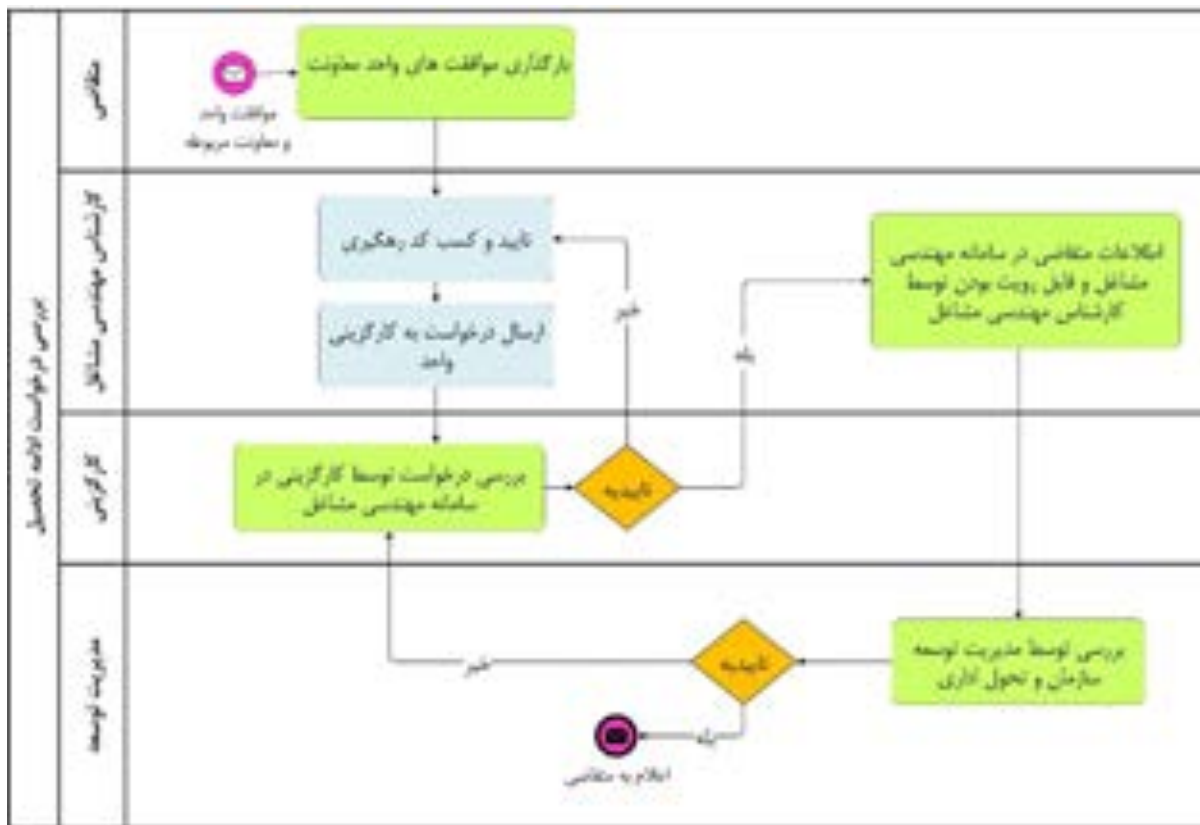 بررسی درخواست ادامه تحصیل
متقاضی
بارگذاری موافقت های واحد معاونت
موافقت واحد
و معاونت مربوطه
کارشناس مهندسی مشاغل
تایید و کسب کد رهگیری
ارسال درخواست به کارگزینی
واحد
خیر
بله
اطلاعات متقاضی در سامانه مهندسی
مشاغل و قابل رویت بودن توسط
کارشناس مهندسی مشاغل
کارگزینی
بررسی درخواست توسط کارگزینی در
سامانه مهندسی مشاغل
تاییدیه
مدیریت توسعه
بررسی توسط مدیریت توسعه
سازمان و تحول اداری
تاییدیه
خیر
بله
اعلام به متقاضی